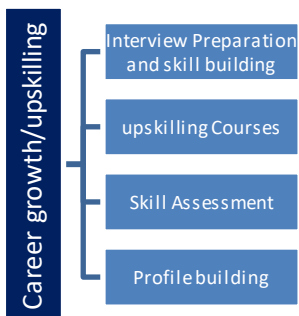 Career growth/upskilling
Interview Preparation
and skill building
upskilling Courses
Skill Assessment
Profile building